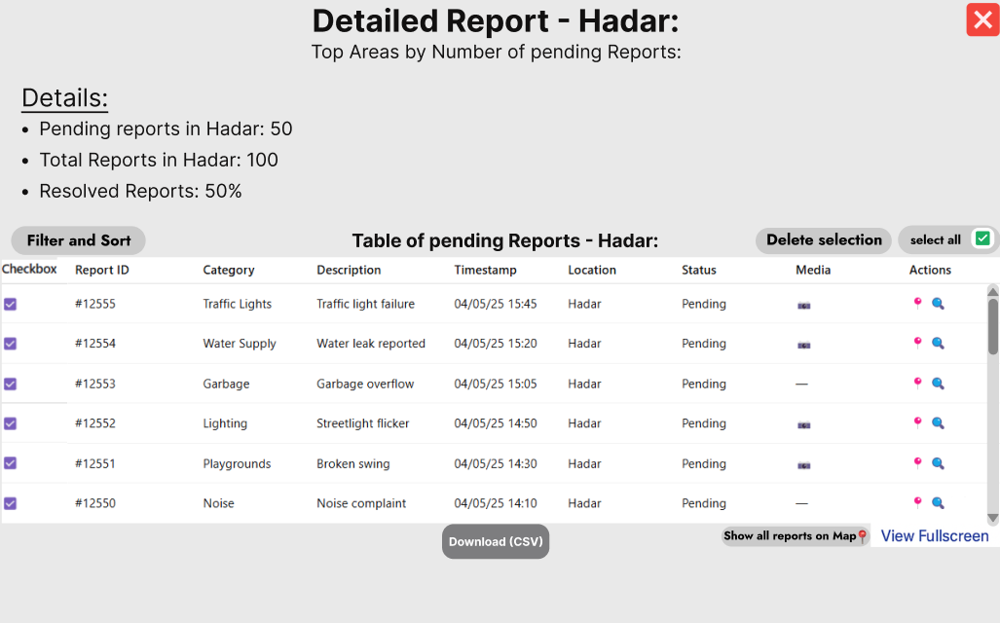 Detailed Report - Hadar:
Top Areas by Number of pending Reports:
Details:
• Pending reports in Hadar: 50
• Total Reports in Hadar: 100
• Resolved Reports: 50%
Filter and Sort Table of pending Reports - Hadar: Delete selection select all
Checkbox Report ID Category Description Timestamp Location Status Media Actions
#12555 Traffic Lights Traffic light failure 04/05/25 15:45 Hadar Pending
#12554 Water Supply Water leak reported 04/05/25 15:20 Hadar Pending
#12553 Garbage Garbage overflow 04/05/25 15:05 Hadar Pending —
#12552 Lighting Streetlight flicker 04/05/25 14:50 Hadar Pending
#12551 Playgrounds Broken swing 04/05/25 14:30 Hadar Pending
#12550 Noise Noise complaint 04/05/25 14:10 Hadar Pending —
Download (CSV) Show all reports on Map View Fullscreen